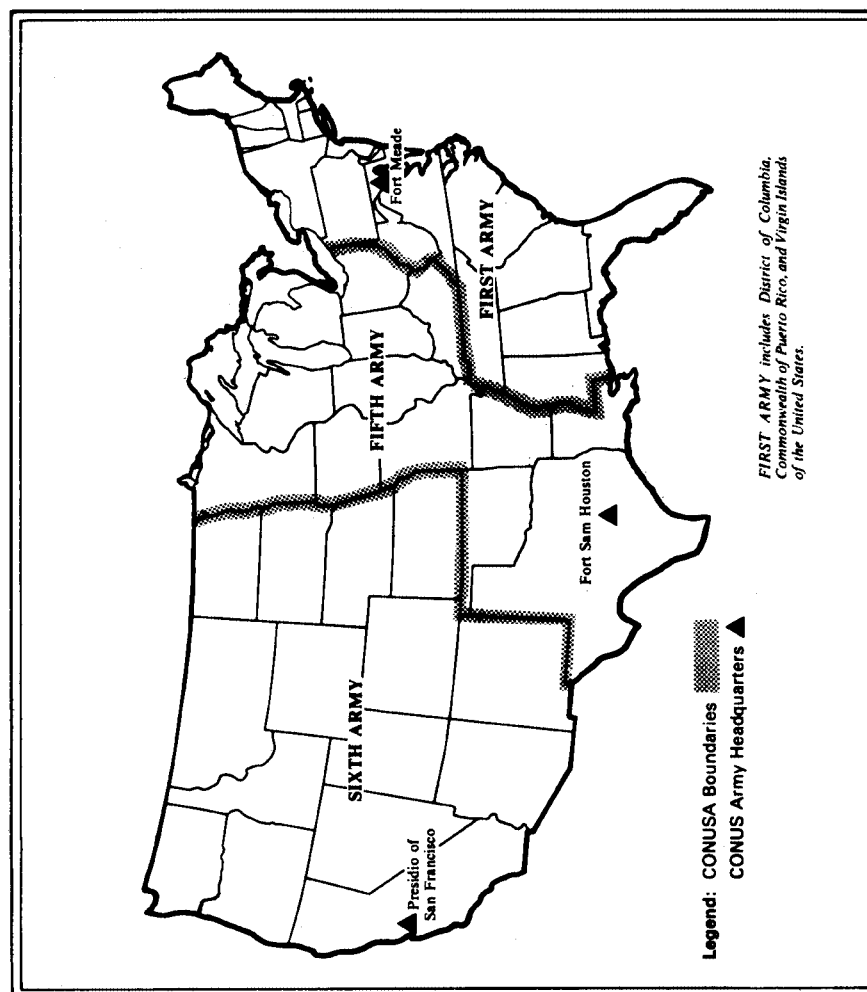 SIXTH ARMY
FIFTH ARMY
FIRST ARMY
Presidio of
San Francisco
Fort Sam Houston
Fort Meade
Legend: CONUSA Boundaries
CONUS Army Headquarters
FIRST ARMY includes District of Columbia,
Commonwealth of Puerto Rico, and Virgin Islands
of the United States.